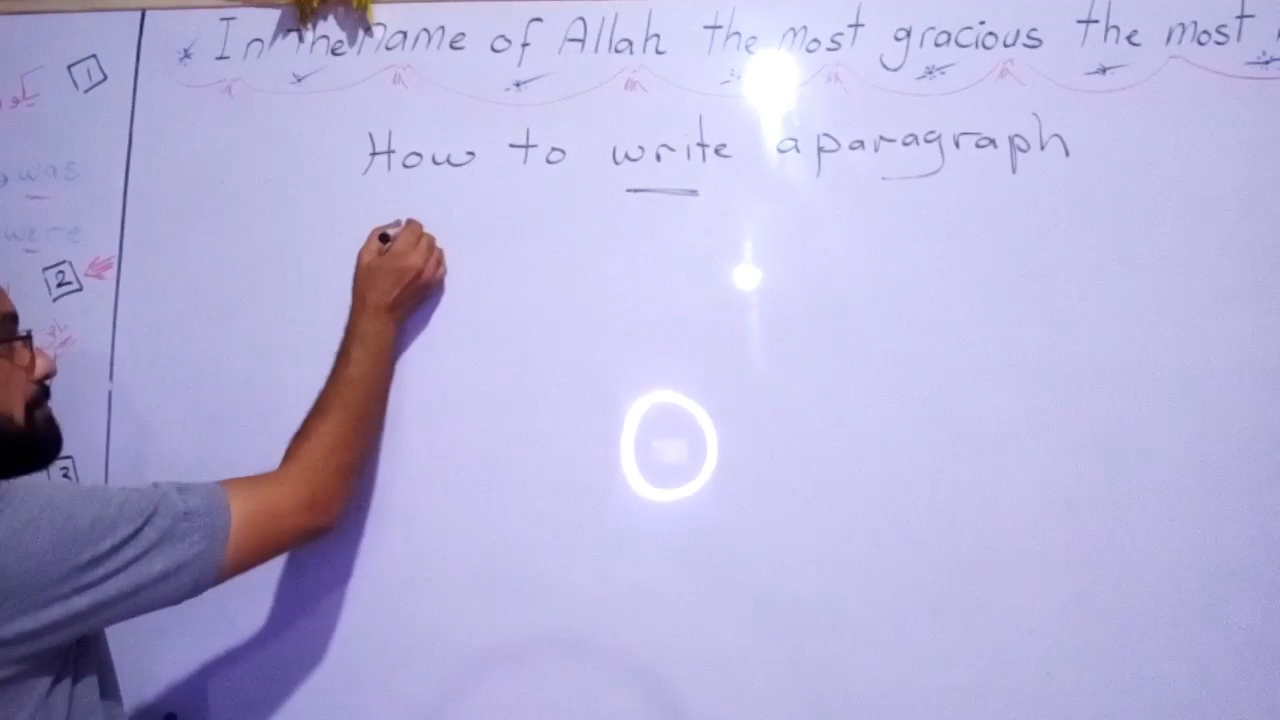 * In the Name of Allah the most gracious the most
How to write a paragraph
1
was
were
2
3